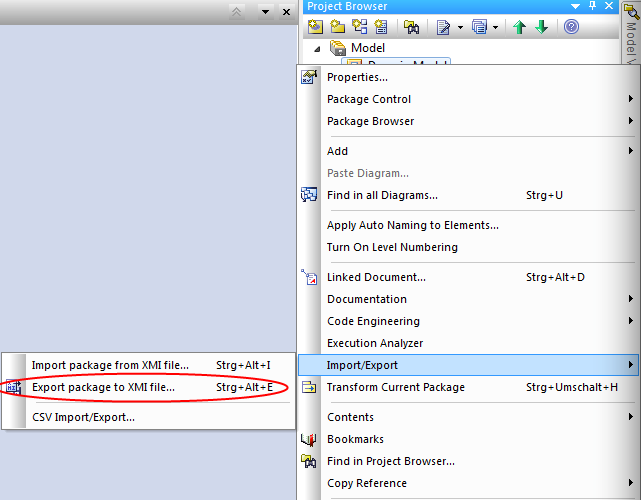 Project Browser
Model
Model V
Properties...
Package Control
Package Browser
Add
Paste Diagram...
Find in all Diagrams... Strg+U
Apply Auto Naming to Elements...
Turn On Level Numbering
Linked Document... Strg+Alt+D
Documentation
Code Engineering
Execution Analyzer
Import/Export
Transform Current Package Strg+Umschalt+H
Contents
Bookmarks
Find in Project Browser...
Copy Reference
Import package from XMI file... Strg+Alt+I
Export package to XMI file... Strg+Alt+E
CSV Import/Export...